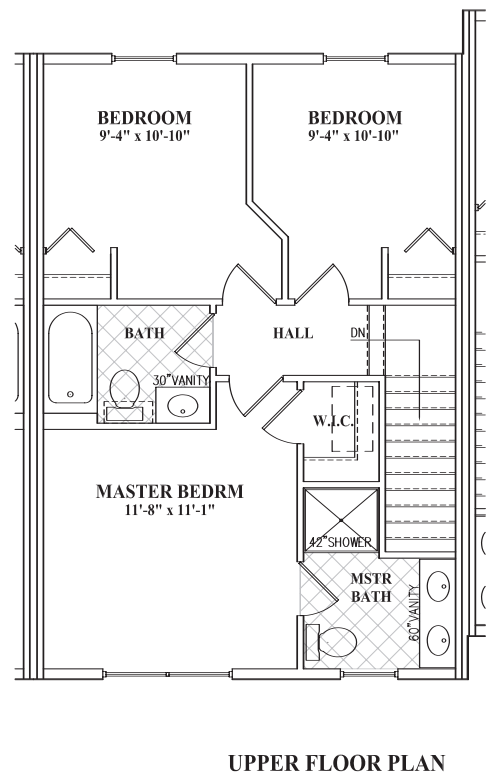 BEDROOM
9'-4" x 10'-10"
BEDROOM
9'-4" x 10'-10"
BATH
HALL
DN
30"VANITY
W.I.C.
MASTER BEDRM
11'-8" x 11'-1"
42"SHOWER
MSTR
BATH
60"VANITY
UPPER FLOOR PLAN